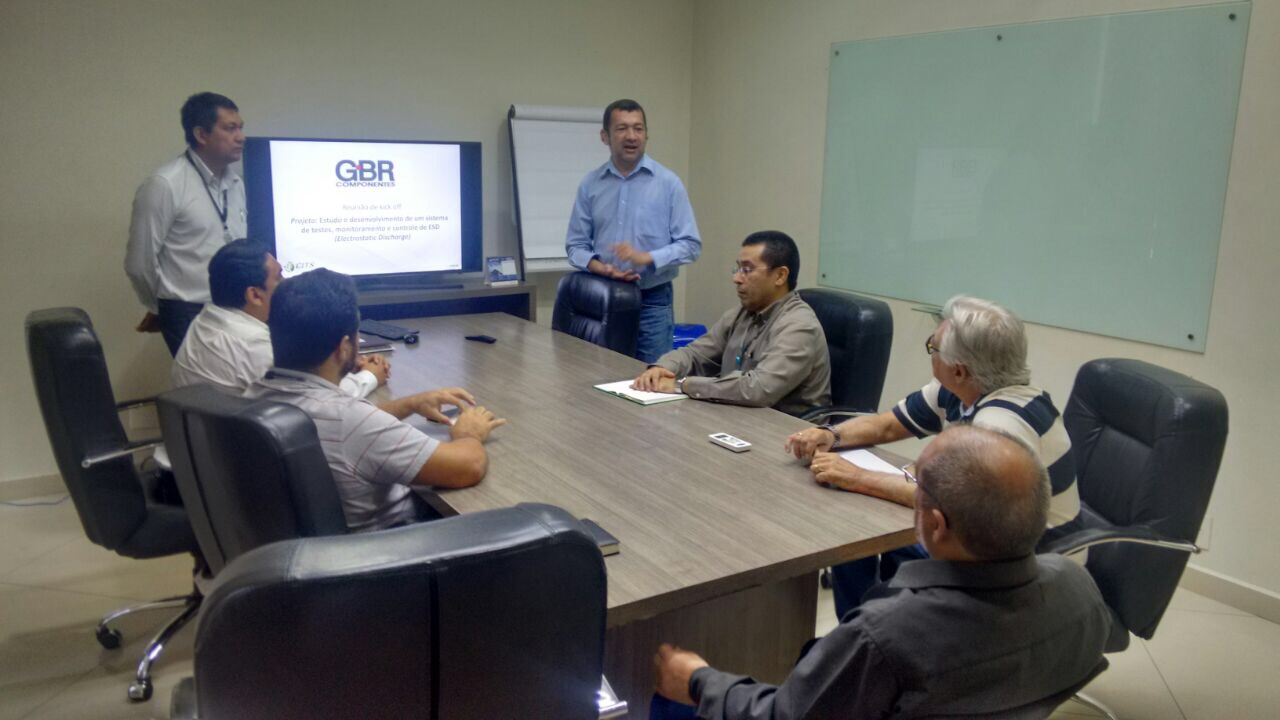 GBR
COMPONENTES
Reunião de kick off
Projeto: Estudo e desenvolvimento de um sistema
de testes, monitoramento e controle de ESD
(Electrostatic Discharge)
CITS